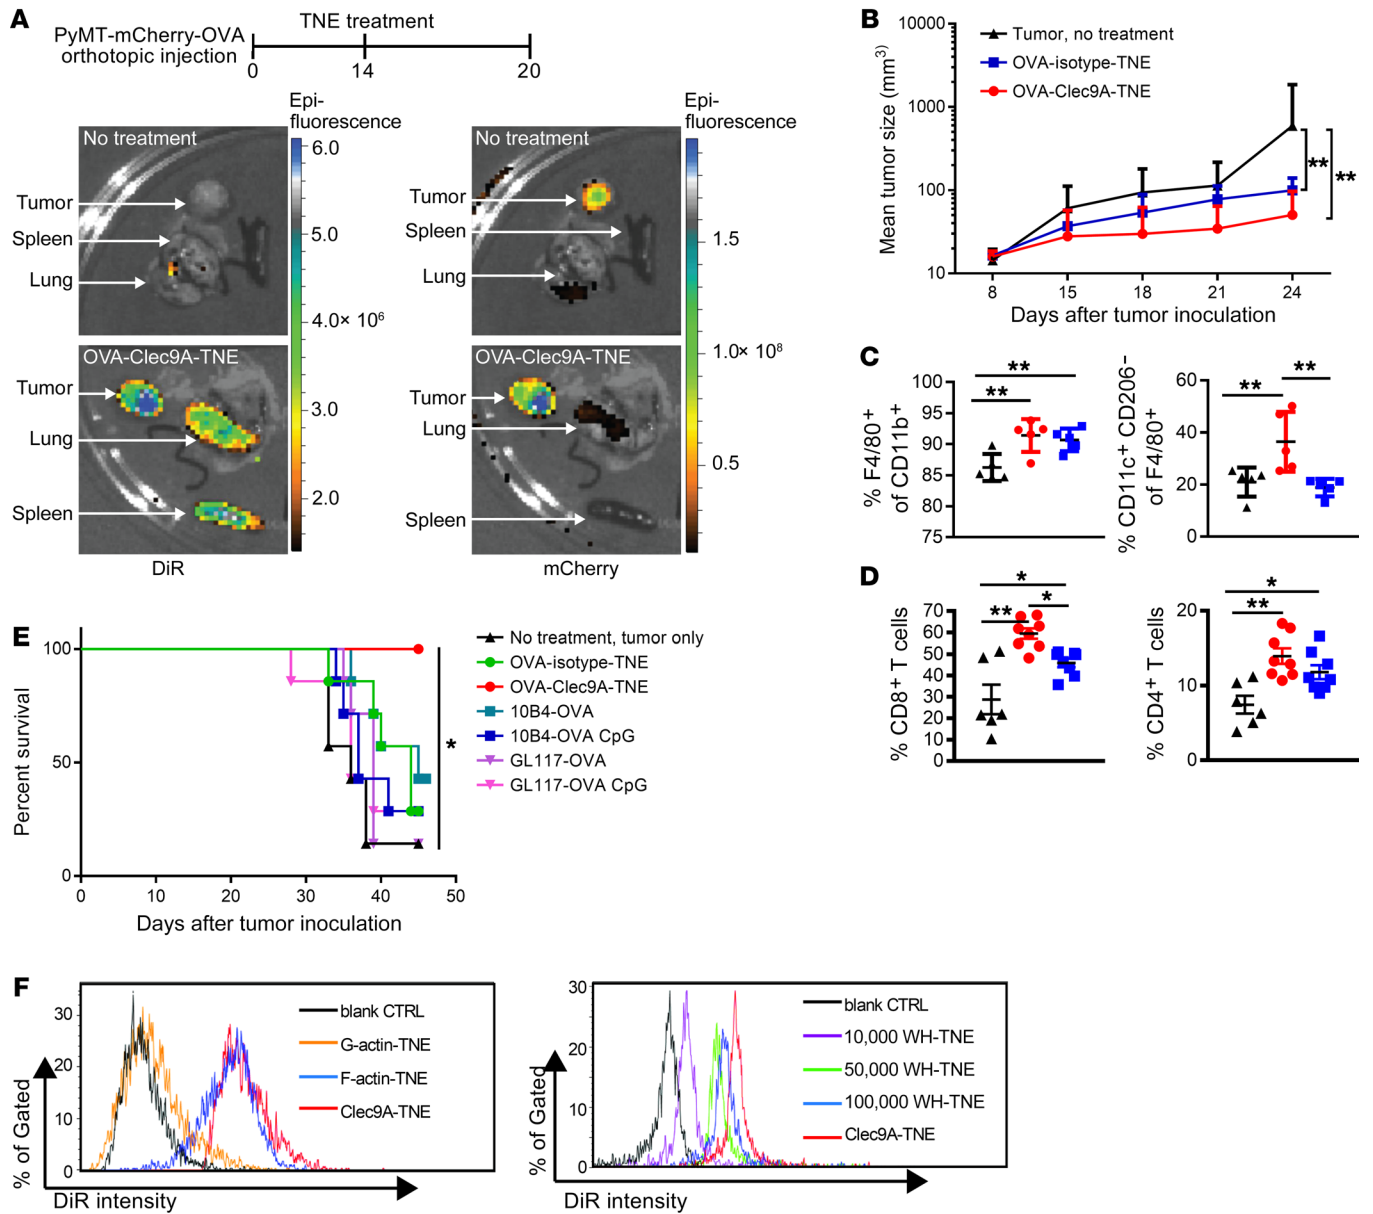 A
TNE treatment
PyMT-mCherry-OVA
orthotopic injection
0
14
20
Epi-
fluorescence
No treatment
Tumor
Spleen
Lung
6.0
5.0
4.0× 10⁶
3.0
2.0
OVA-Clec9A-TNE
Tumor
Lung
Spleen
DiR
Epi-
fluorescence
No treatment
Tumor
Spleen
Lung
1.5
1.0× 10⁸
0.5
OVA-Clec9A-TNE
Tumor
Lung
Spleen
mCherry
B
Mean tumor size (mm³)
10000
1000
100
10
Tumor, no treatment
OVA-isotype-TNE
OVA-Clec9A-TNE
**
**
8
15
18
21
24
Days after tumor inoculation
C
% F4/80⁺
of CD11b⁺
100
95
90
85
80
75
**
**
% CD11c⁺ CD206⁻
of F4/80⁺
60
40
20
0
**
**
D
% CD8⁺ T cells
70
60
50
40
30
20
10
0
*
**
*
% CD4⁺ T cells
20
10
0
*
**
E
Percent survival
100
50
0
0
10
20
30
40
50
Days after tumor inoculation
*
No treatment, tumor only
OVA-isotype-TNE
OVA-Clec9A-TNE
10B4-OVA
10B4-OVA CpG
GL117-OVA
GL117-OVA CpG
F
% of Gated
30
20
10
0
blank CTRL
G-actin-TNE
F-actin-TNE
Clec9A-TNE
DiR intensity
% of Gated
30
20
10
0
blank CTRL
10,000 WH-TNE
50,000 WH-TNE
100,000 WH-TNE
Clec9A-TNE
DiR intensity